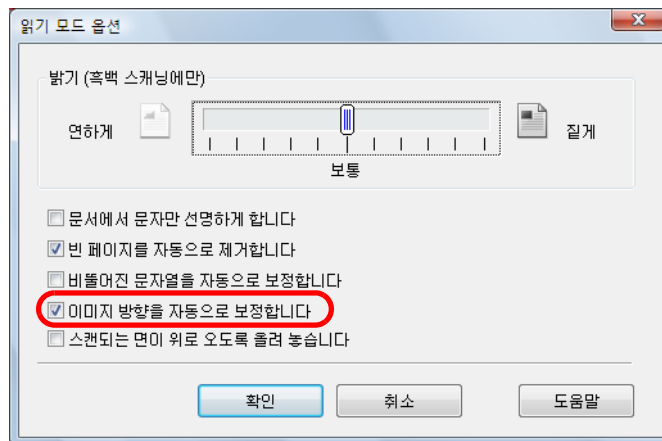 읽기 모드 옵션
밝기 (흑백 스캐닝에만)
연하게
짙게
보통
문서에서 문자만 선명하게 합니다
빈 페이지를 자동으로 제거합니다
비뚤어진 문자열을 자동으로 보정합니다
이미지 방향을 자동으로 보정합니다
스캔되는 면이 위로 오도록 올려 놓습니다
확인
취소
도움말